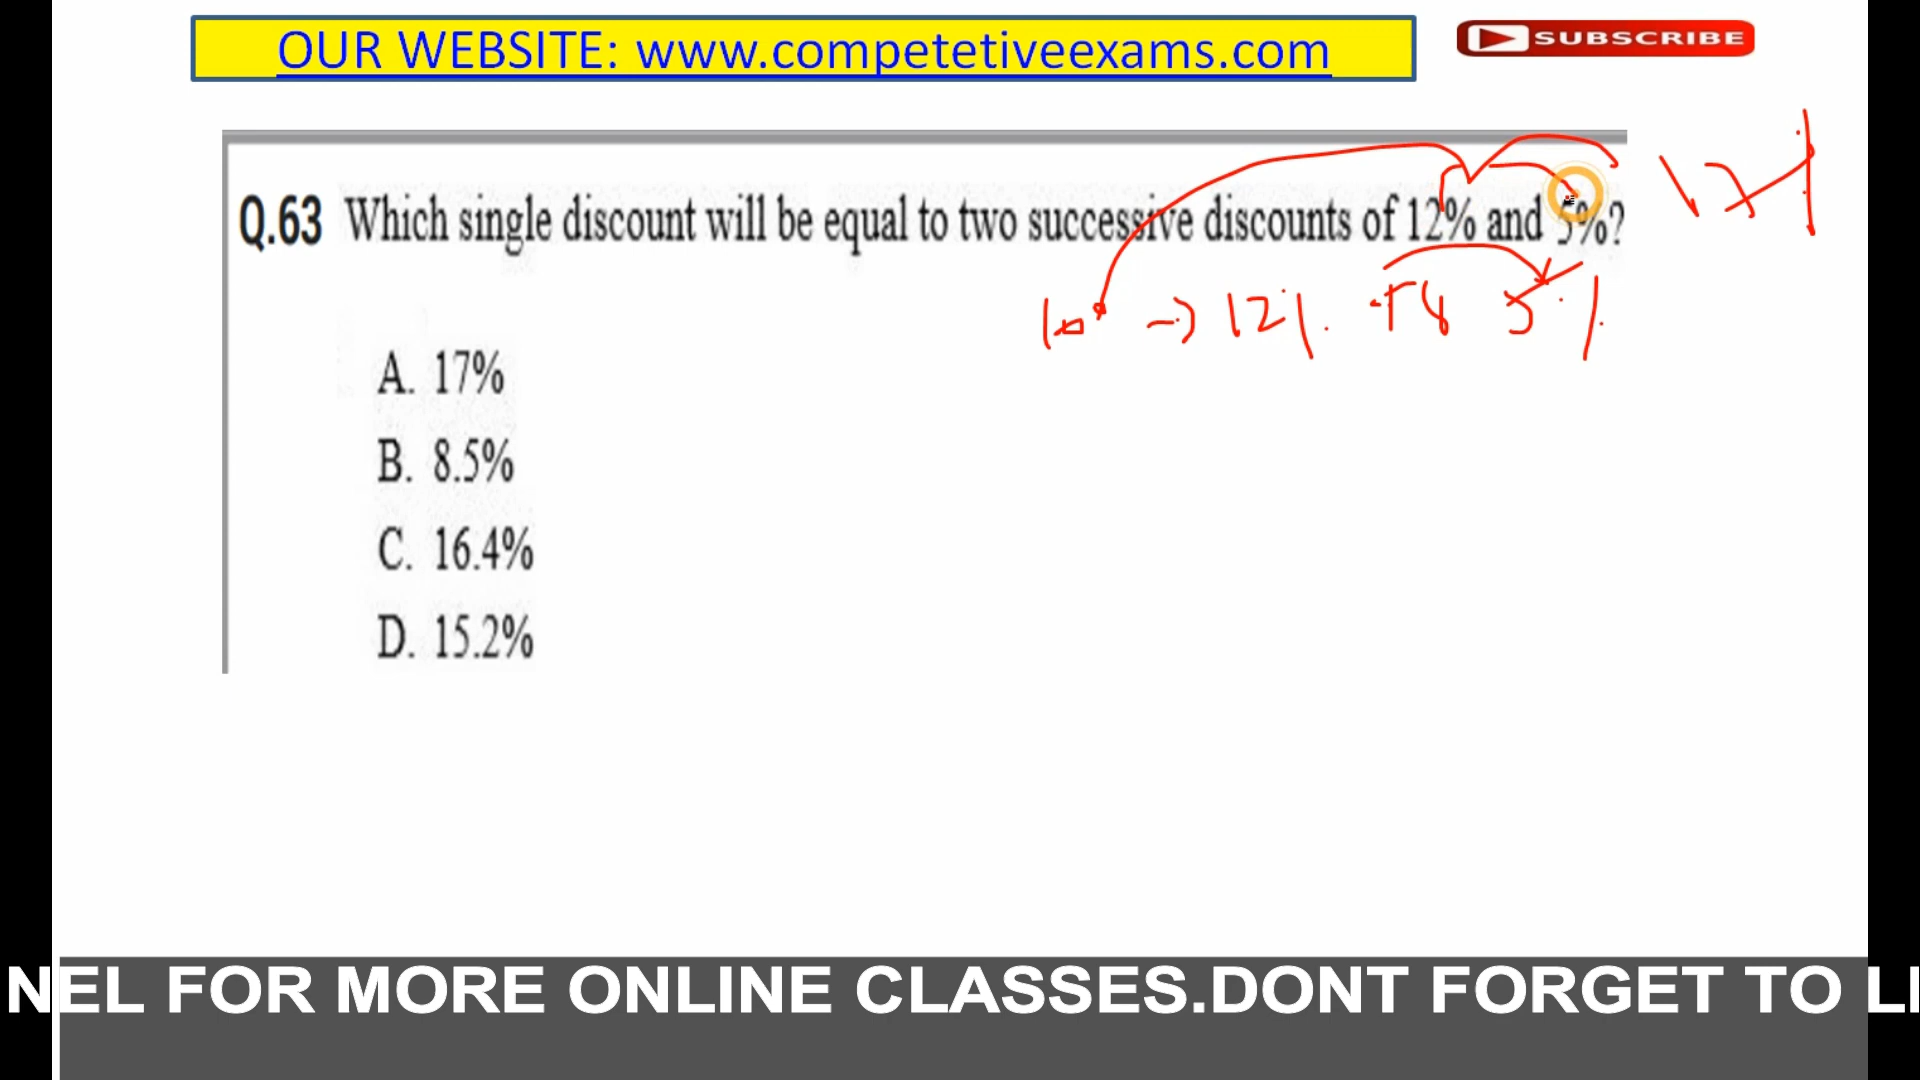 OUR WEBSITE: www.competetiveexams.com
SUBSCRIBE
Q.63 Which single discount will be equal to two successive discounts of 12% and 5%?
17%
100 → 12%. 5%
A. 17%
B. 8.5%
C. 16.4%
D. 15.2%
NEL FOR MORE ONLINE CLASSES.DONT FORGET TO LI